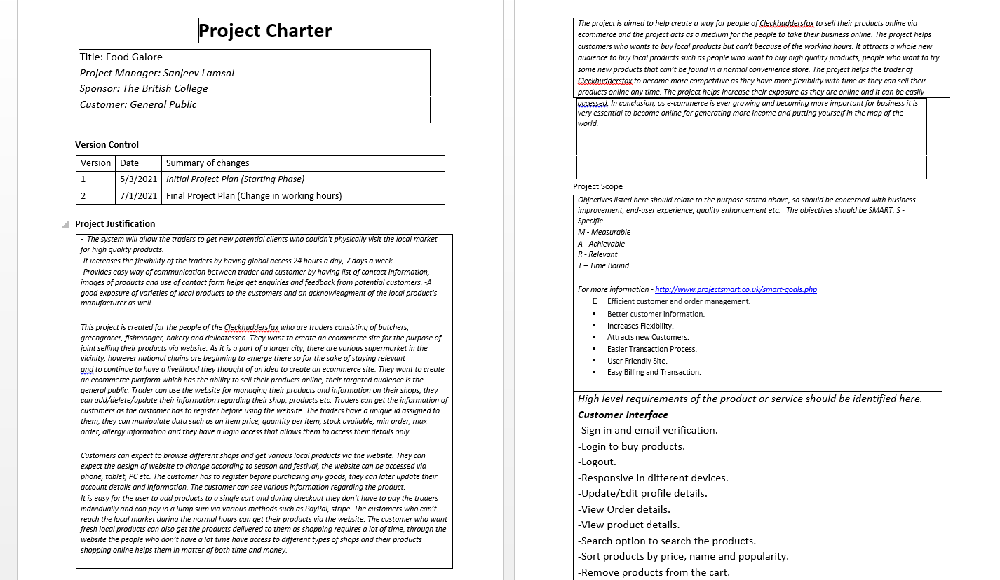 Project Charter
Title: Food Galore
Project Manager: Sanjeev Lamsal
Sponsor: The British College
Customer: General Public
Version Control
Version Date Summary of changes
1 5/3/2021 Initial Project Plan (Starting Phase)
2 7/1/2021 Final Project Plan (Change in working hours)
Project Justification
- The system will allow the traders to get new potential clients who couldn't physically visit the local market
for high quality products.
-It increases the flexibility of the traders by having global access 24 hours a day, 7 days a week.
-Provides easy way of communication between trader and customer by having list of contact information,
images of products and use of contact form helps get enquiries and feedback from potential customers. -A
good exposure of varieties of local products to the customers and an acknowledgment of the local product's
manufacturer as well.
This project is created for the people of the Cleckhuddersfax who are traders consisting of butchers,
greengrocer, fishmonger, bakery and delicatessen. They want to create an ecommerce site for the purpose of
joint selling their products via website. As it is a part of a larger city, there are various supermarket in the
vicinity, however national chains are beginning to emerge there so for the sake of staying relevant
and to continue to have a livelihood they thought of an idea to create an ecommerce site. They want to create
an ecommerce platform which has the ability to sell their products online, their targeted audience is the
general public. Trader can use the website for managing their products and information on their shops, they
can add/delete/update their information regarding their shop, products etc. Traders can get the information of
customers as the customer has to register before using the website. The traders have a unique id assigned to
them, they can manipulate data such as an item price, quantity per item, stock available, min order, max
order, allergy information and they have a login access that allows them to access their details only.
Customers can expect to browse different shops and get various local products via the website. They can
expect the design of website to change according to season and festival, the website can be accessed via
phone, tablet, PC etc. The customer has to register before purchasing any goods, they can later update their
account details and information. The customer can see various information regarding the product.
It is easy for the user to add products to a single cart and during checkout they don't have to pay the traders
individually and can pay in a lump sum via various methods such as PayPal, stripe. The customers who can't
reach the local market during the normal hours can get their products via the website. The customer who want
fresh local products can also get the products delivered to them as shopping requires a lot of time, through the
website the people who don't have a lot time have access to different types of shops and their products
shopping online helps them in matter of both time and money.
The project is aimed to help create a way for people of Cleckhuddersfax to sell their products online via
ecommerce and the project acts as a medium for the people to take their business online. The project helps
customers who wants to buy local products but can't because of the working hours. It attracts a whole new
audience to buy local products such as people who want to buy high quality products, people who want to try
some new products that can't be found in a normal convenience store. The project helps the trader of
Cleckhuddersfax to become more competitive as they have more flexibility with time as they can sell their
products online any time. The project helps increase their exposure as they are online and it can be easily
accessed. In conclusion, as e-commerce is ever growing and becoming more important for business it is
very essential to become online for generating more income and putting yourself in the map of the
world.
Project Scope
Objectives listed here should relate to the purpose stated above, so should be concerned with business
improvement, end-user experience, quality enhancement etc. The objectives should be SMART: S -
Specific
M - Measurable
A - Achievable
R - Relevant
T – Time Bound
For more information - http://www.projectsmart.co.uk/smart-goals.php
Efficient customer and order management.
• Better customer information.
• Increases Flexibility.
• Attracts new Customers.
• Easier Transaction Process.
• User Friendly Site.
• Easy Billing and Transaction.
High level requirements of the product or service should be identified here.
Customer Interface
-Sign in and email verification.
-Login to buy products.
-Logout.
-Responsive in different devices.
-Update/Edit profile details.
-View Order details.
-View product details.
-Search option to search the products.
-Sort products by price, name and popularity.
-Remove products from the cart.